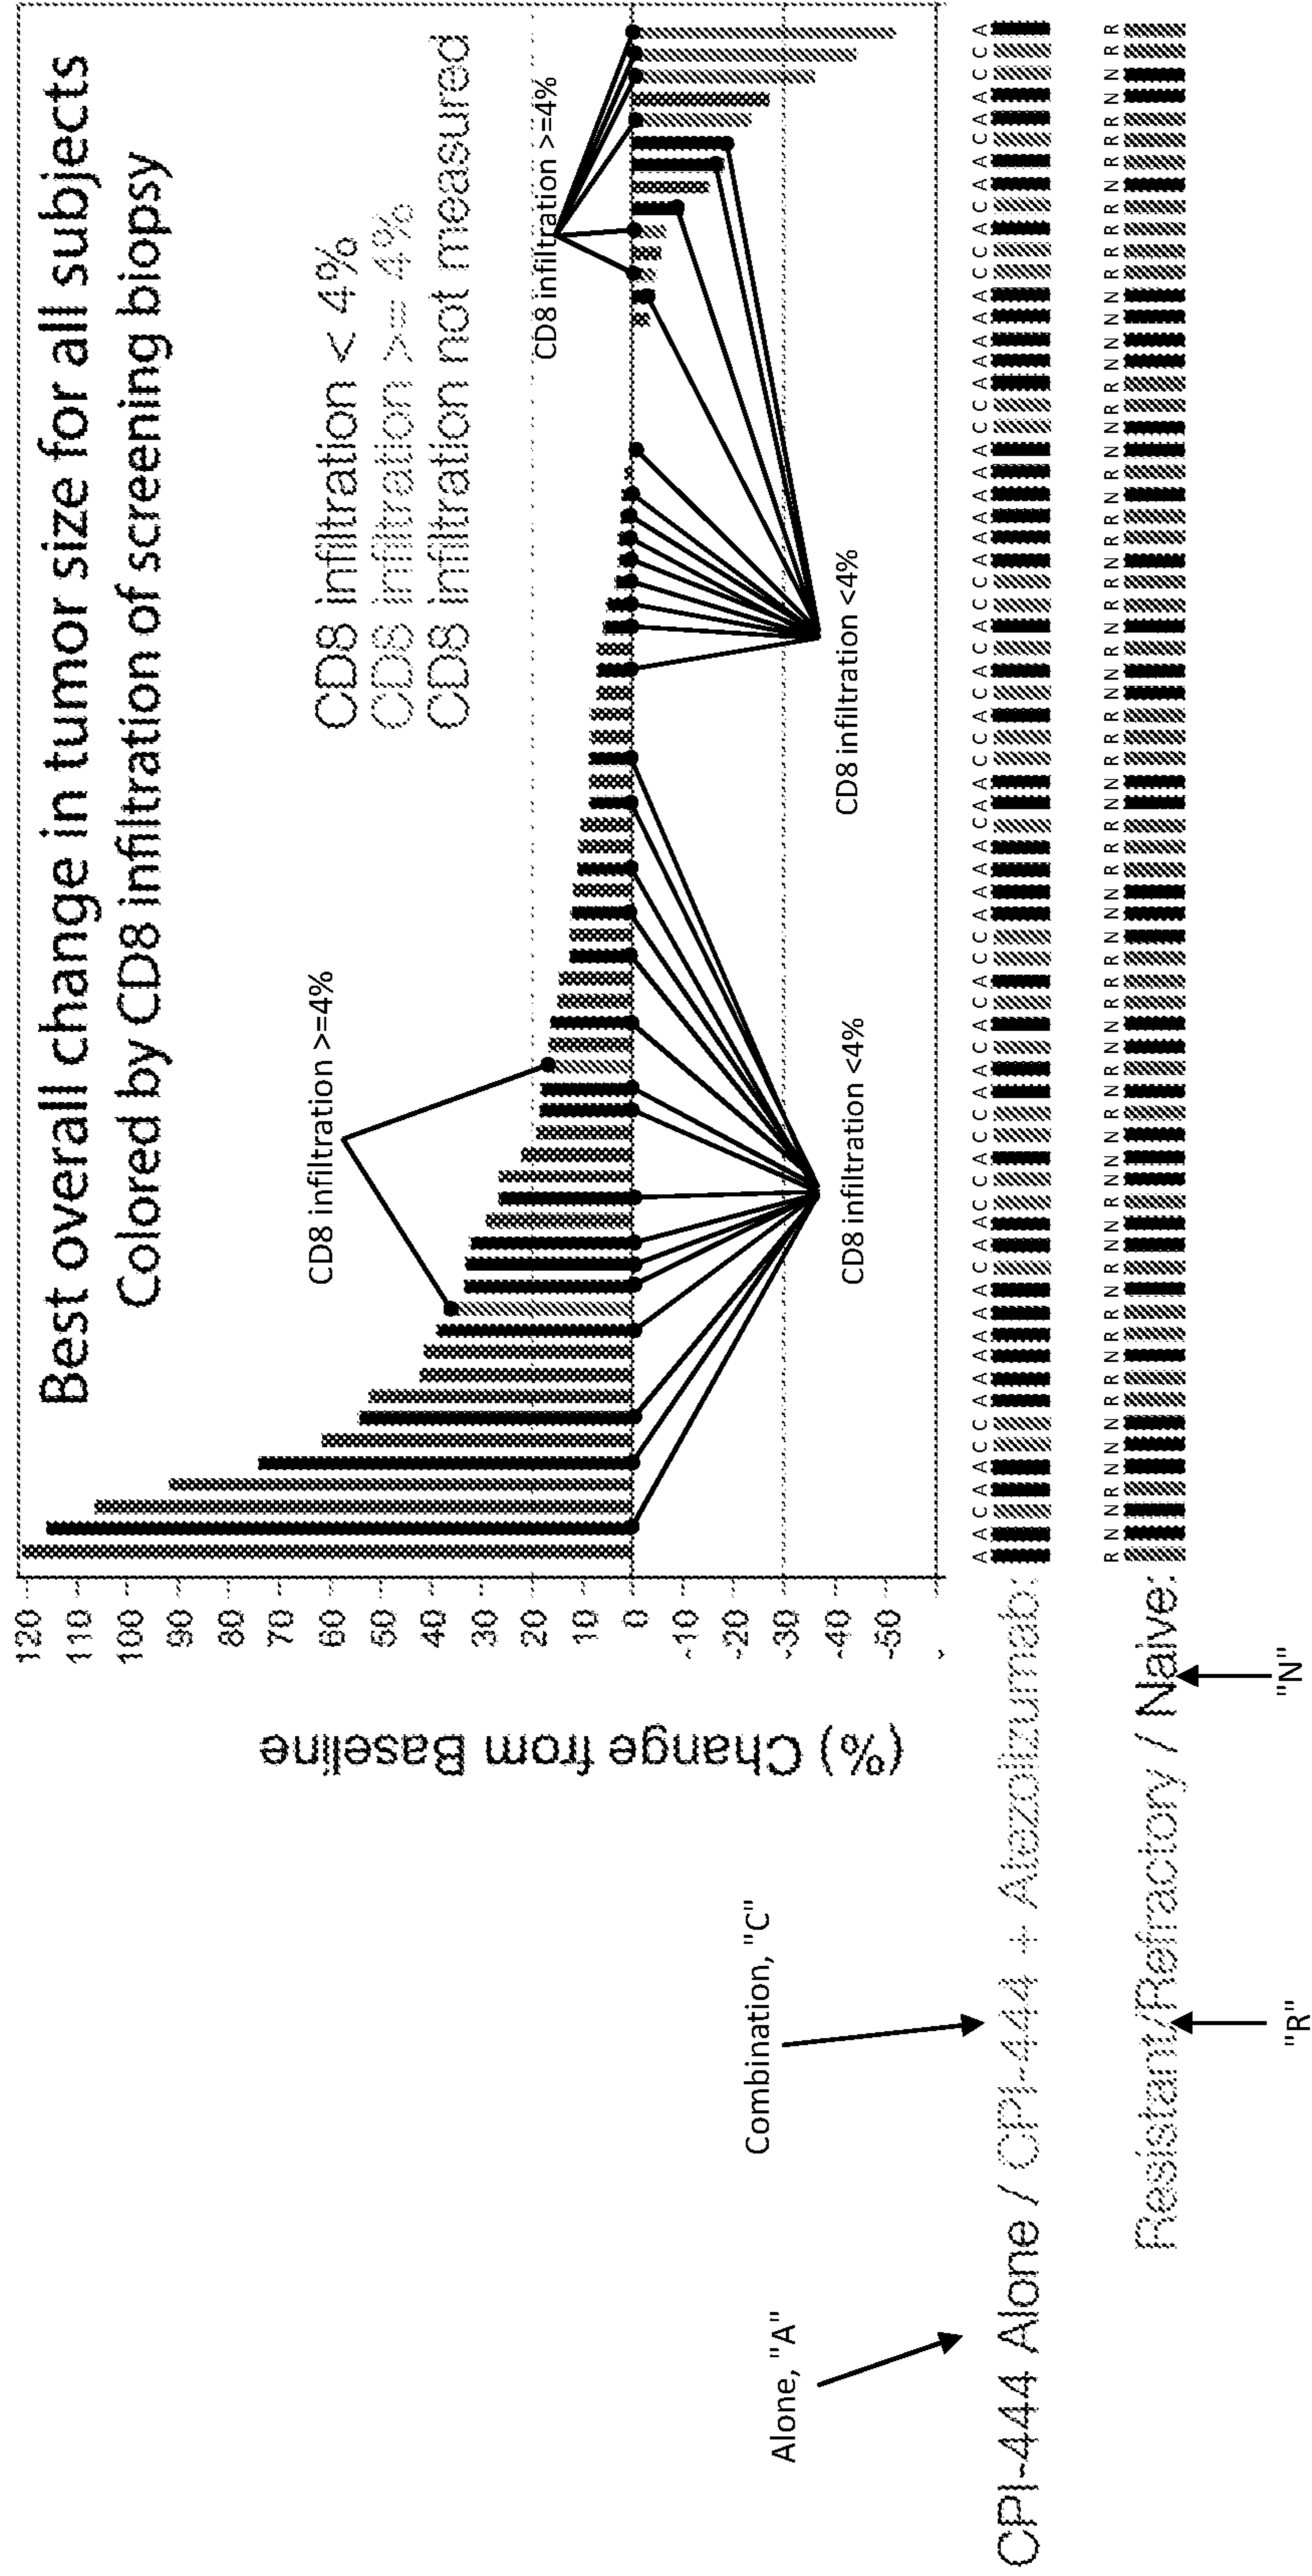 Best overall change in tumor size for all subjects
Colored by CD8 infiltration of screening biopsy
CD8 infiltration < 4%
CD8 infiltration >= 4%
CD8 infiltration not measured
CD8 infiltration >=4%
CD8 infiltration >=4%
CD8 infiltration <4%
CD8 infiltration <4%
(%) Change from Baseline
120
110
100
90
80
70
60
50
40
30
20
10
0
-10
-20
-30
-40
-50
Alone, "A"
Combination, "C"
CPI-444 Alone / CPI-444 + Atezolizumab:
A A C A A C C A A A A A A C A A C C A C C A A C A C A C C A A A A C A A C C A C A C A C C A A A A A A C C A A A A A C C A C A A C A A C C A
Resistant/Refractory / Naive:
R N N R N N N R R N R R N R N N R N N N R N R N N R R R N N N R R R N N R R R N N R N R R N R R N R N N R R N N N N R R R R N R R R N N R R
"R"
"N"